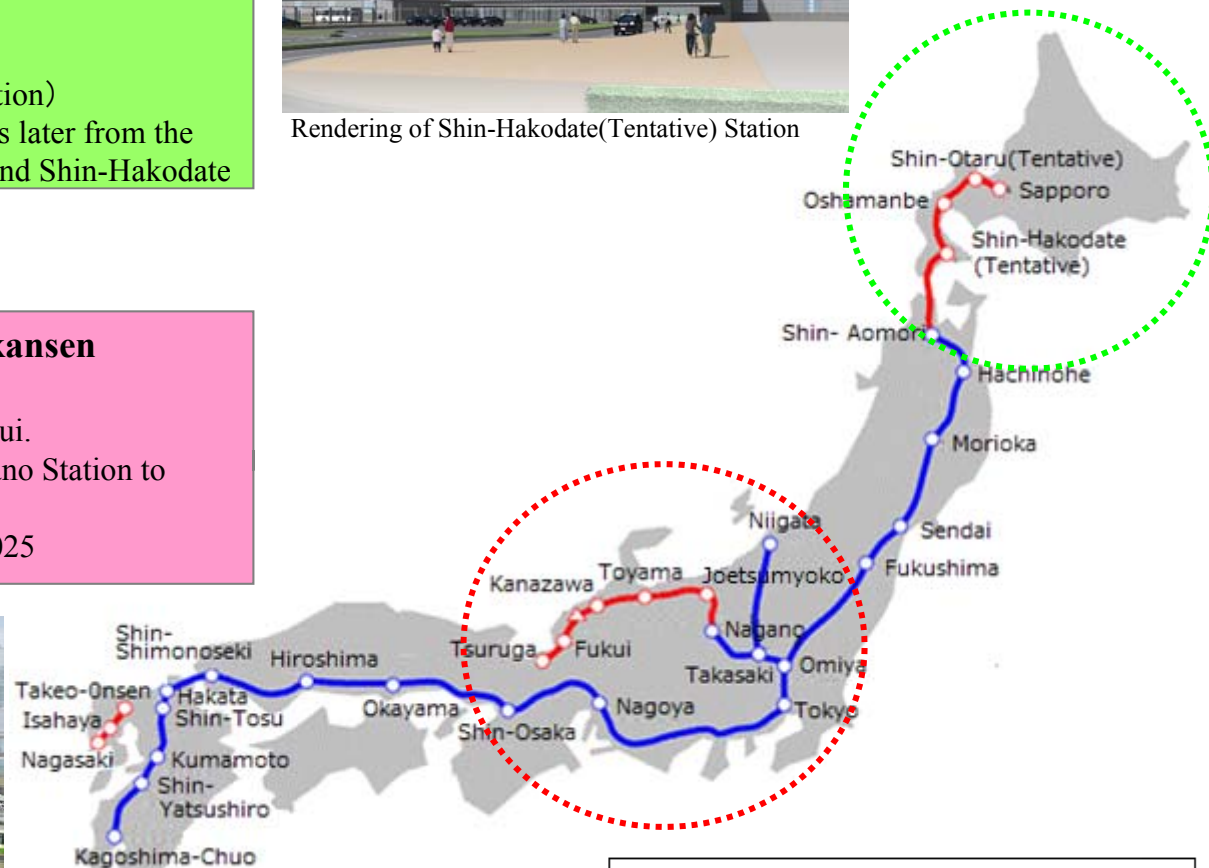 tion）
s later from the
nd Shin-Hakodate
Rendering of Shin-Hakodate(Tentative) Station
kansen
ui.
no Station to
025
Shin-Otaru(Tentative)
Sapporo
Oshamanbe
Shin-Hakodate
(Tentative)
Shin- Aomori
Hachinohe
Morioka
Sendai
Fukushima
Niigata
Joetsumyoko
Toyama
Kanazawa
Nagano
Tsuruga
Fukui
Takasaki
Omiya
Tokyo
Nagoya
Shin-Osaka
Okayama
Hiroshima
Shin-
Shimonoseki
Takeo-Onsen
Hakata
Isahaya
Shin-Tosu
Nagasaki
Kumamoto
Shin-
Yatsushiro
Kagoshima-Chuo